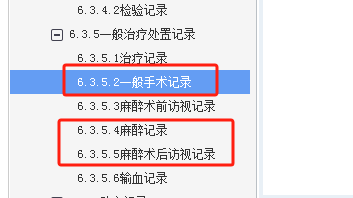 6.3.4.2检验记录
6.3.5一般治疗处置记录
6.3.5.1治疗记录
6.3.5.2一般手术记录
6.3.5.3麻醉术前访视记录
6.3.5.4麻醉记录
6.3.5.5麻醉术后访视记录
6.3.5.6输血记录